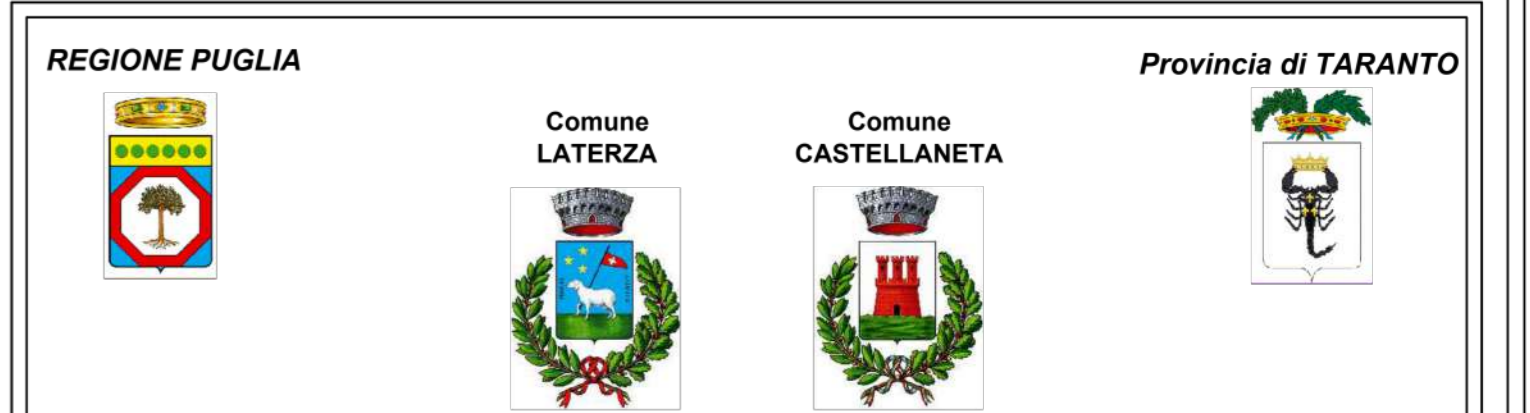 REGIONE PUGLIA
Provincia di TARANTO
Comune
LATERZA
Comune
CASTELLANETA